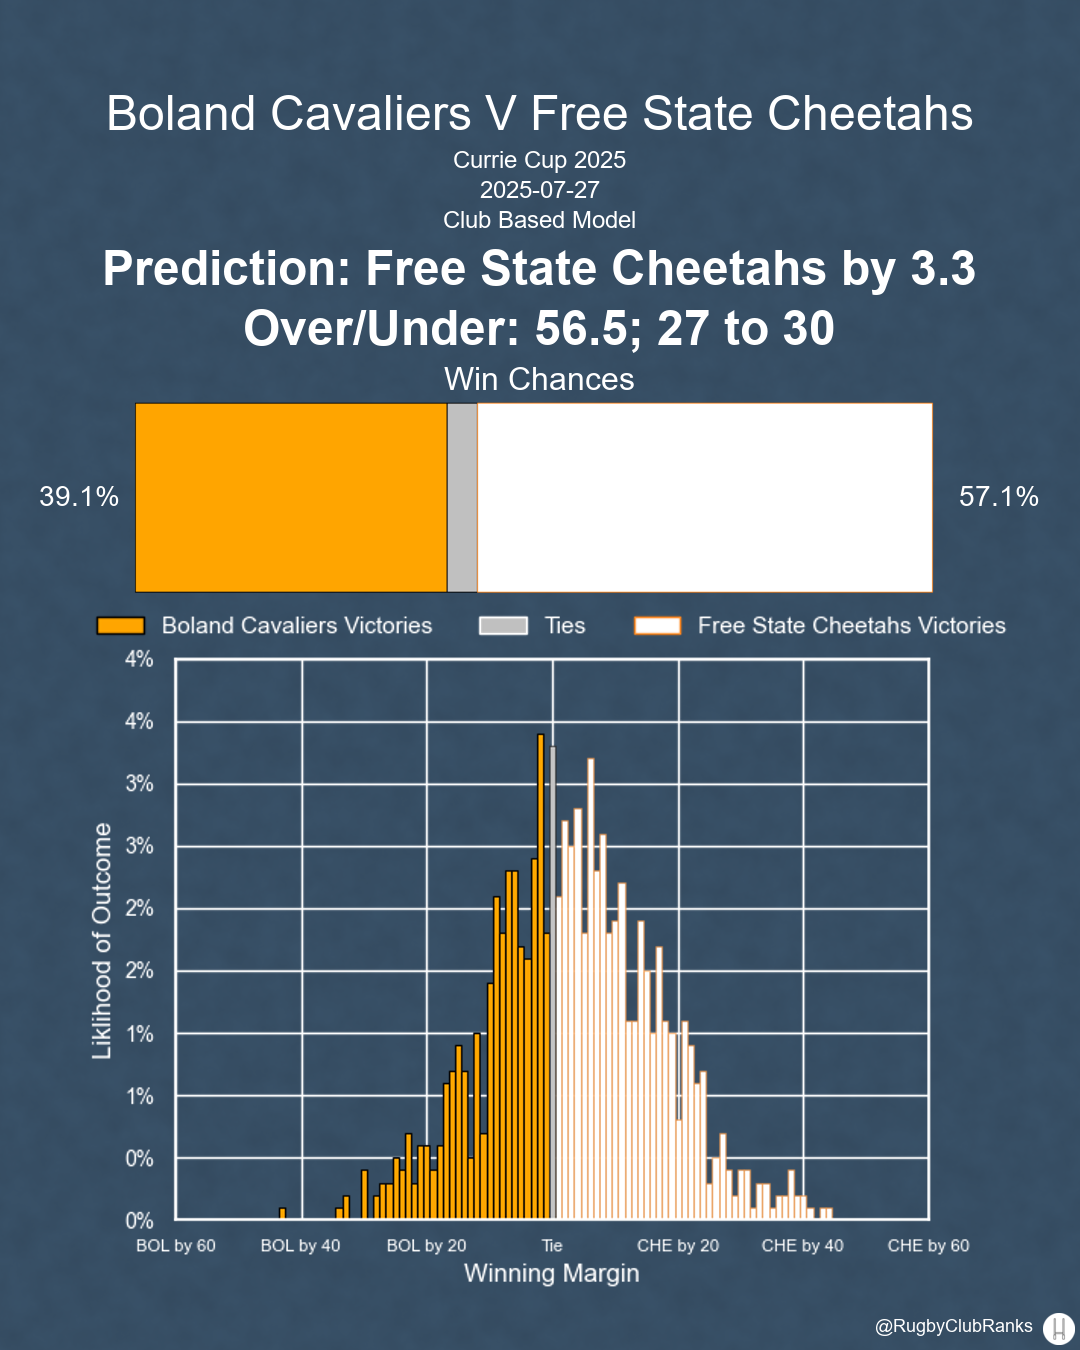 Boland Cavaliers V Free State Cheetahs
Currie Cup 2025
2025-07-27
Club Based Model
Prediction: Free State Cheetahs by 3.3
Over/Under: 56.5; 27 to 30
Win Chances
39.1%
57.1%
Boland Cavaliers Victories
Ties
Free State Cheetahs Victories
4%
4%
3%
3%
2%
2%
1%
1%
0%
0%
Liklihood of Outcome
BOL by 60
BOL by 40
BOL by 20
Tie
CHE by 20
CHE by 40
CHE by 60
Winning Margin
@RugbyClubRanks